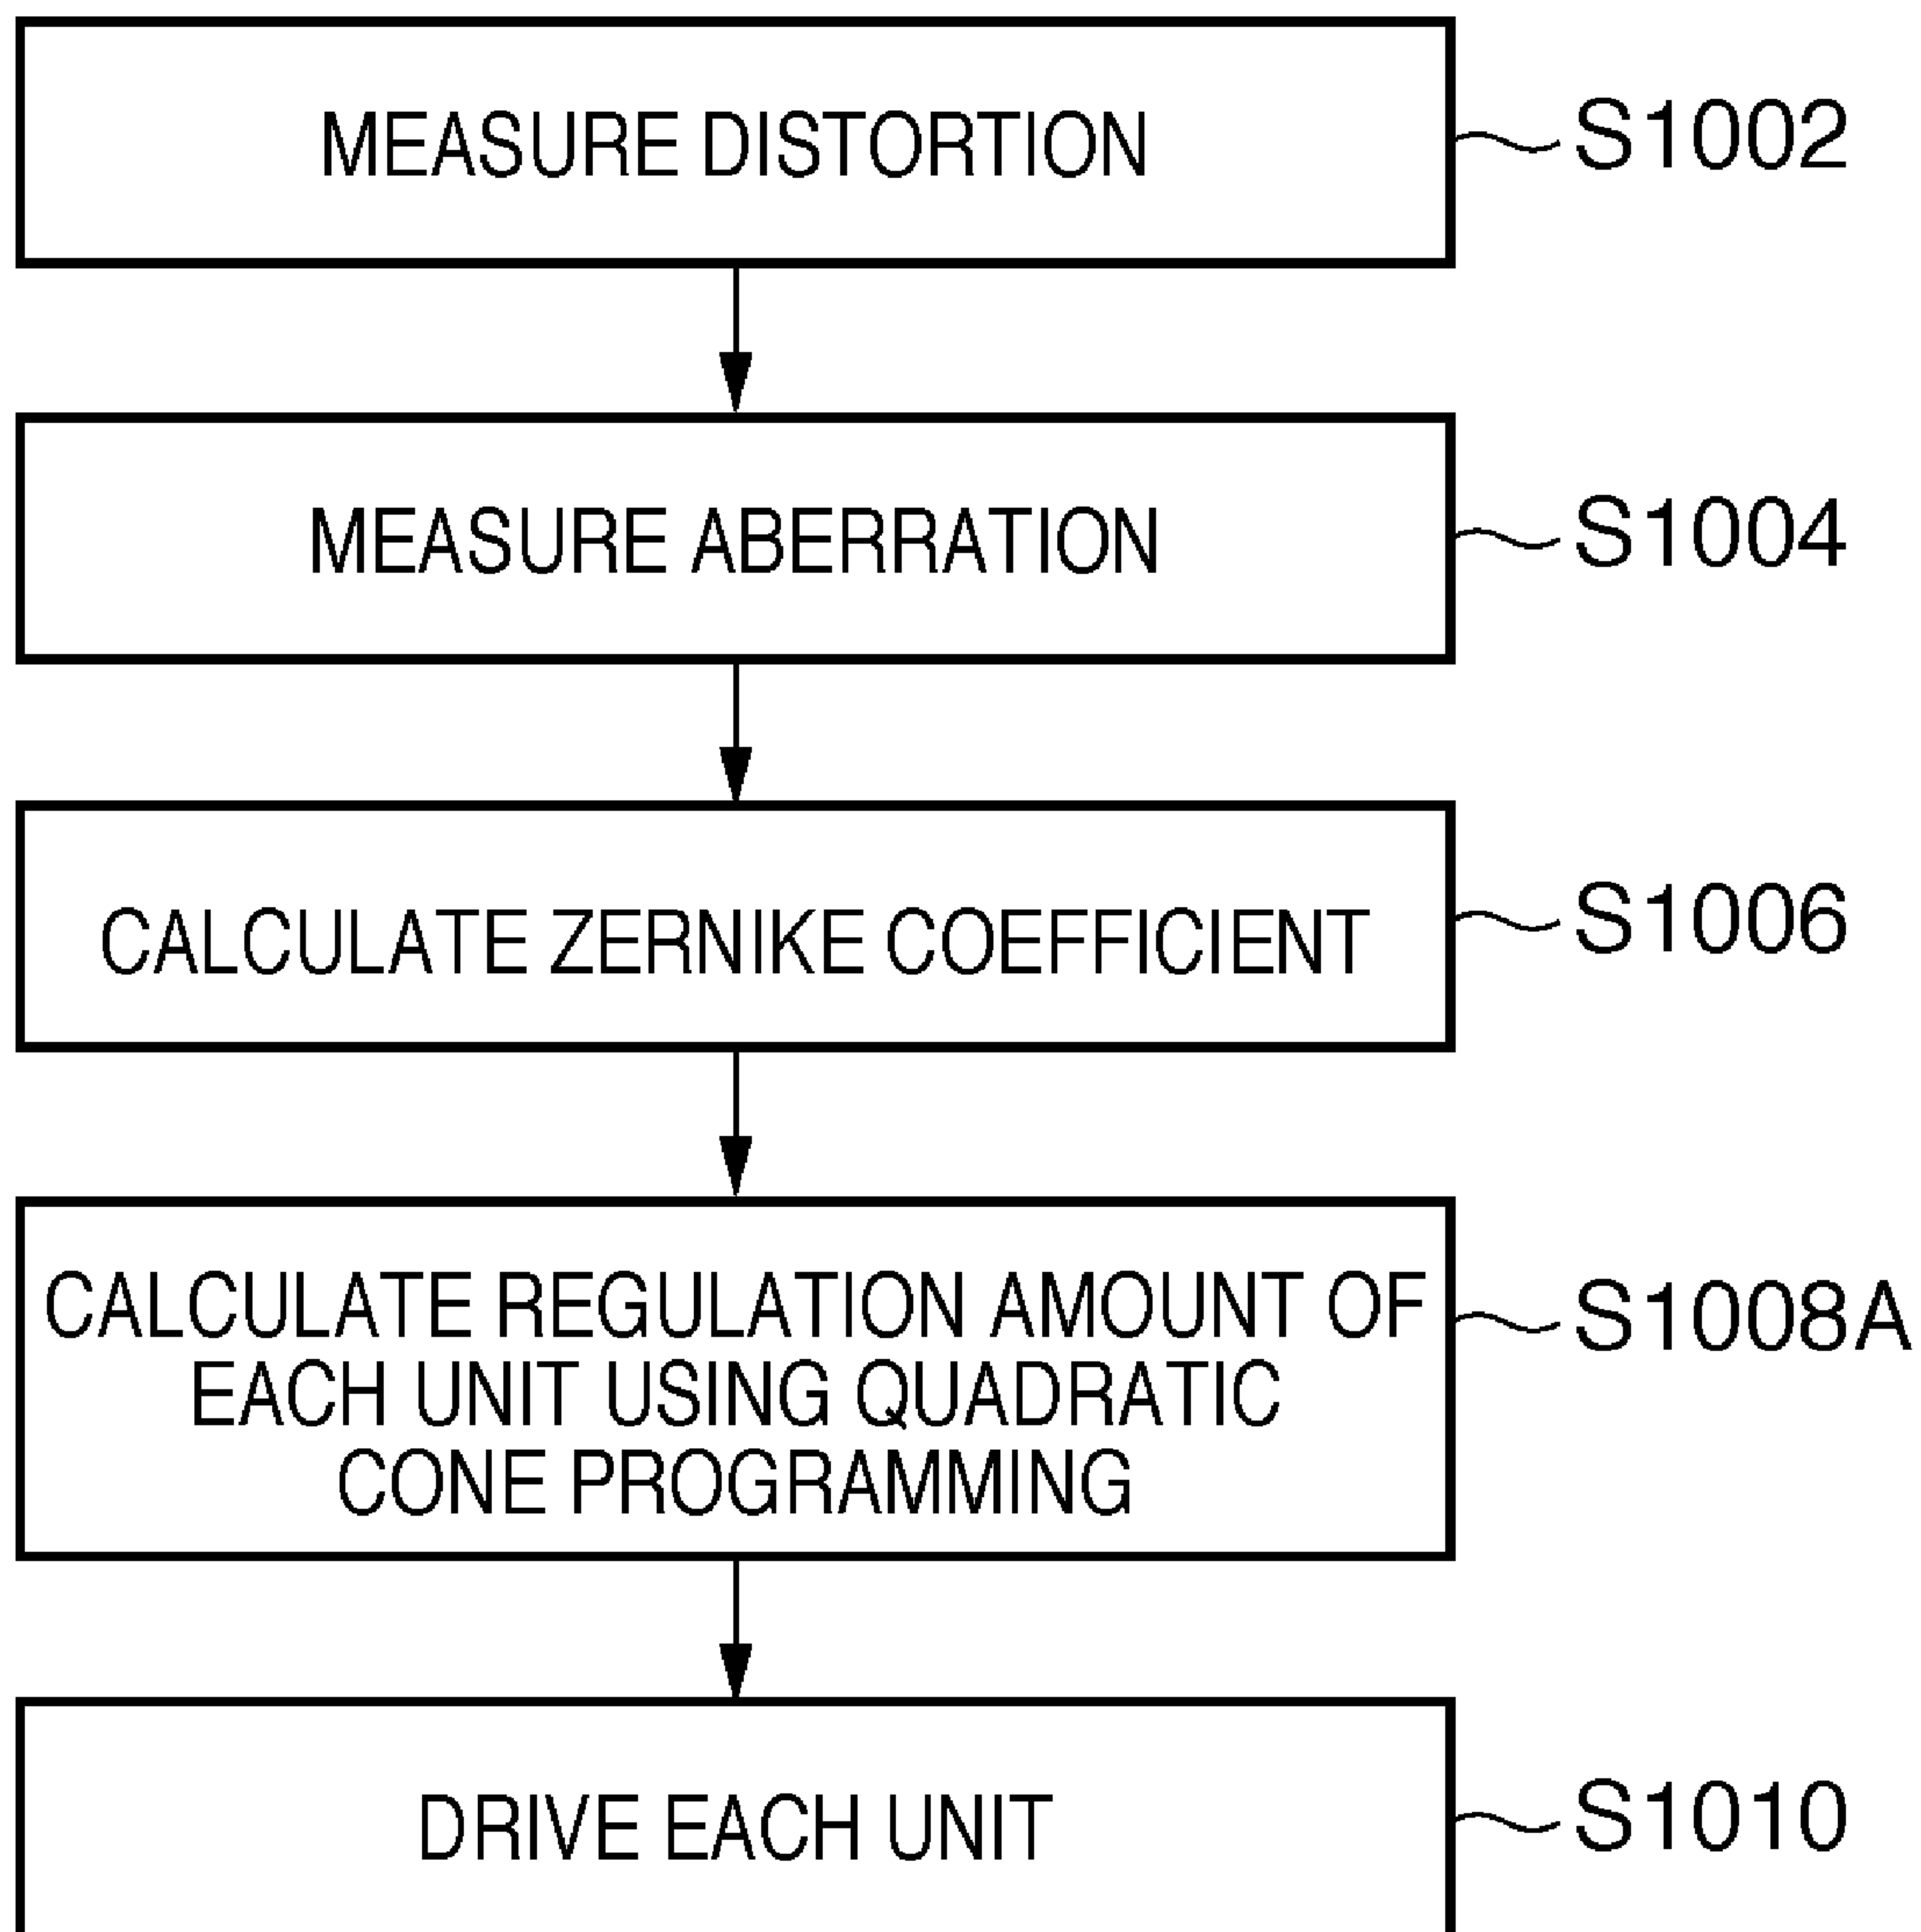 MEASURE DISTORTION
S1002
MEASURE ABERRATION
S1004
CALCULATE ZERNIKE COEFFICIENT
S1006
CALCULATE REGULATION AMOUNT OF
EACH UNIT USING QUADRATIC
CONE PROGRAMMING
S1008A
DRIVE EACH UNIT
S1010